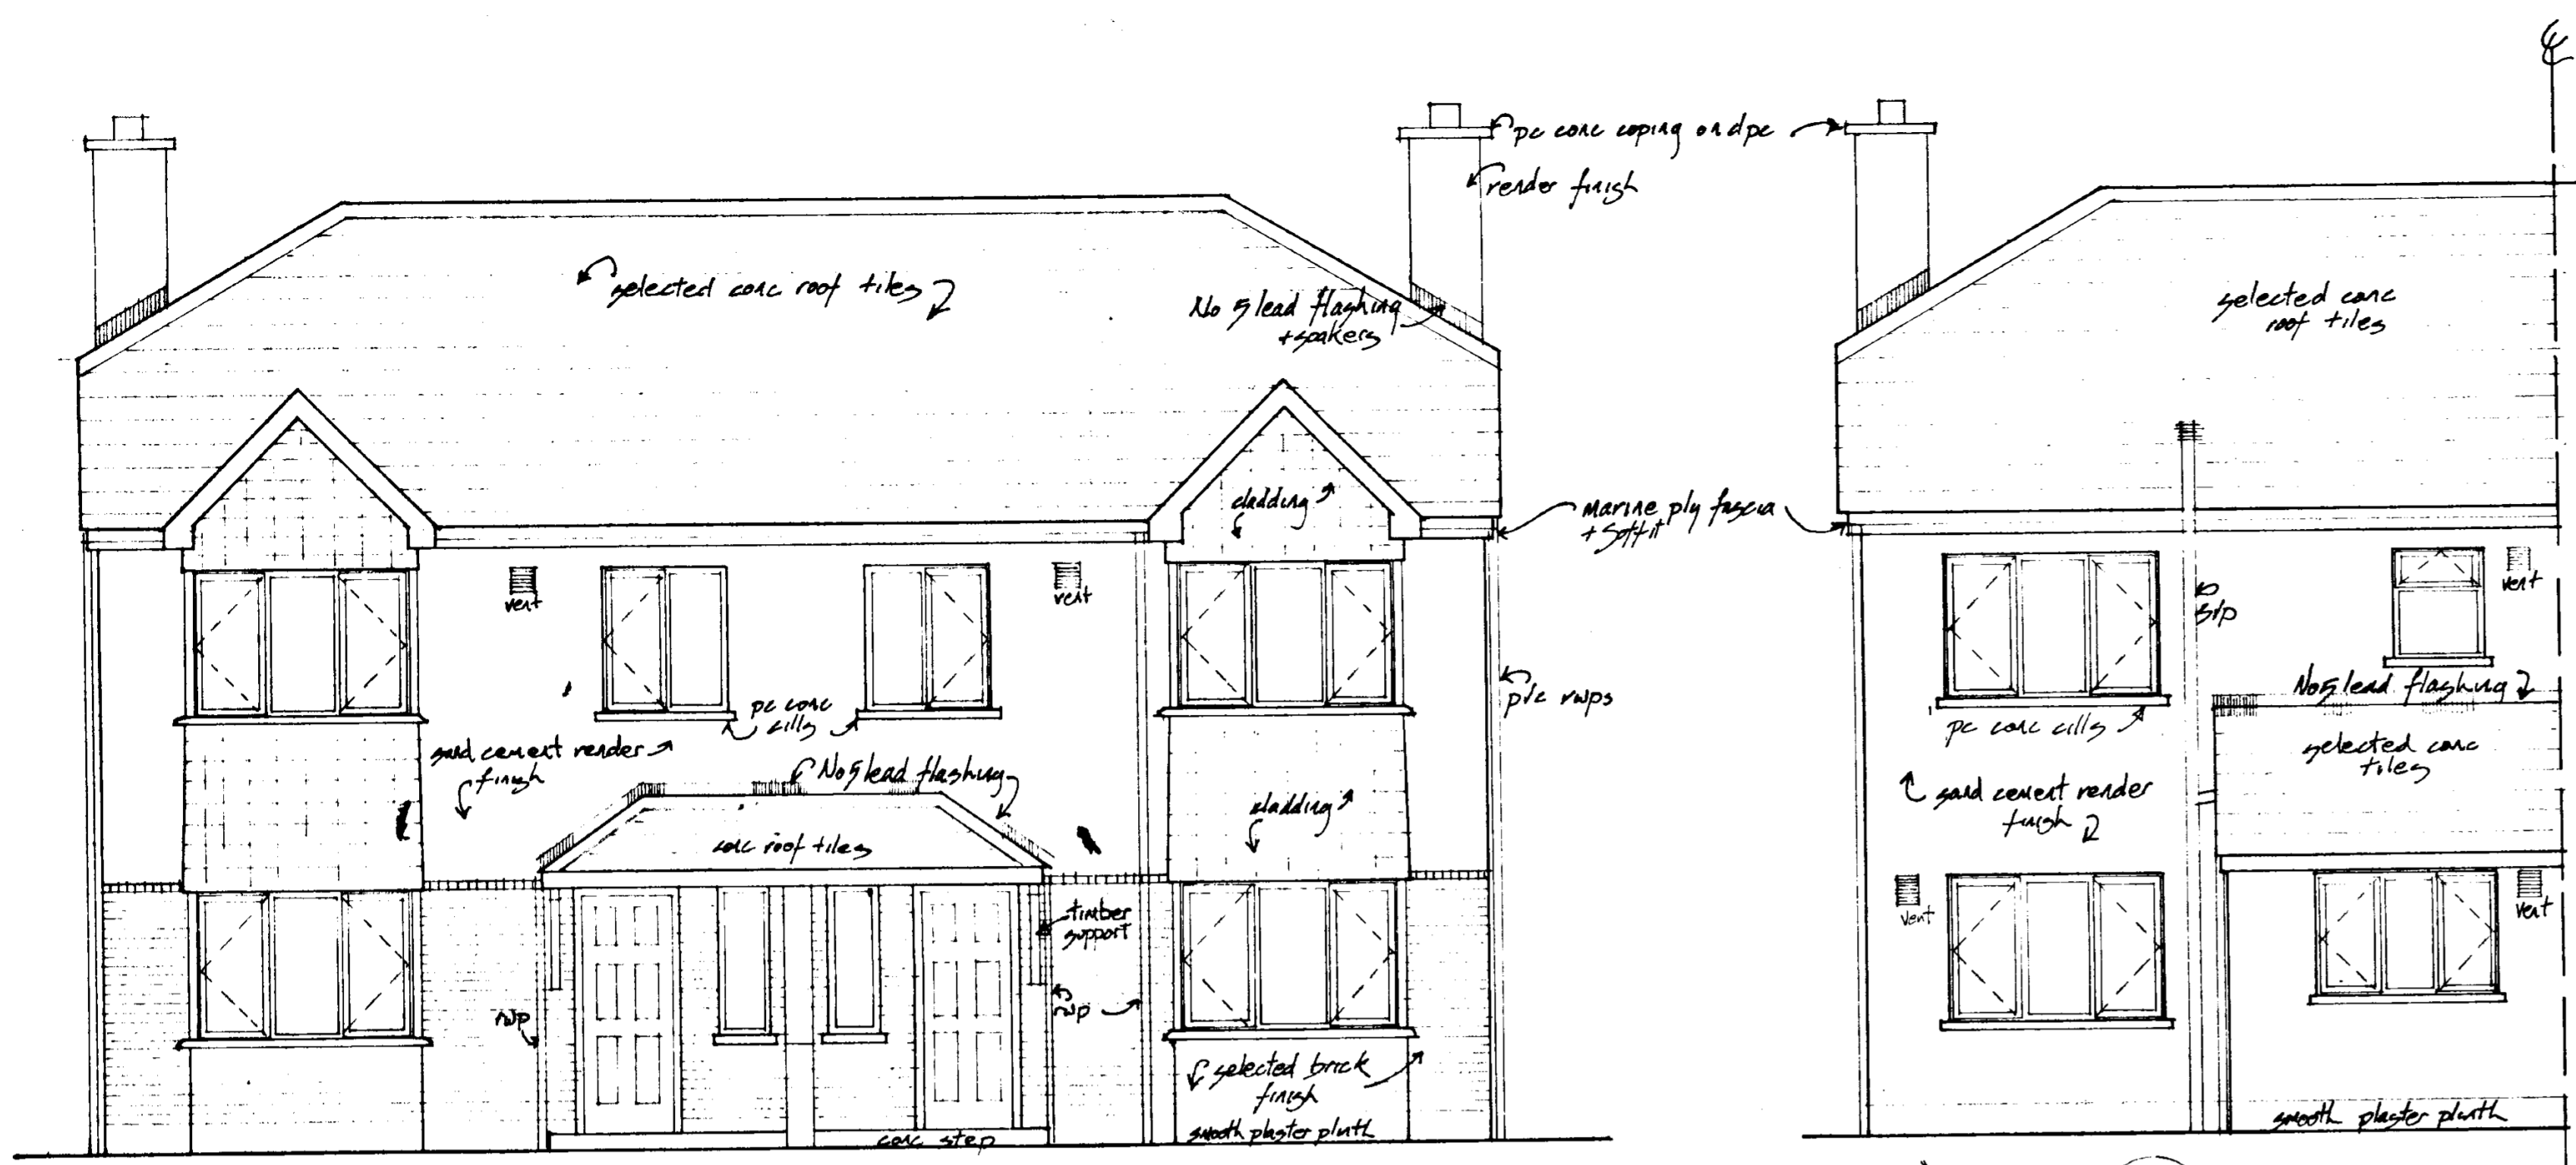 pc conc coping on dpc
render finish
selected conc roof tiles
No 5 lead flashing
+ soakers
selected conc
roof tiles
cladding
marine ply fascia
+ soffit
vent
vent
vent
svp
pc conc
cills
pvc rwps
No 5 lead flashing
pc conc cills
sand cement render
finish
No 5 lead flashing
selected conc
tiles
cladding
sand cement render
finish
conc roof tiles
timber
support
vent
vent
rwp
rwp
selected brick
finish
smooth plaster plinth
conc step
smooth plaster plinth